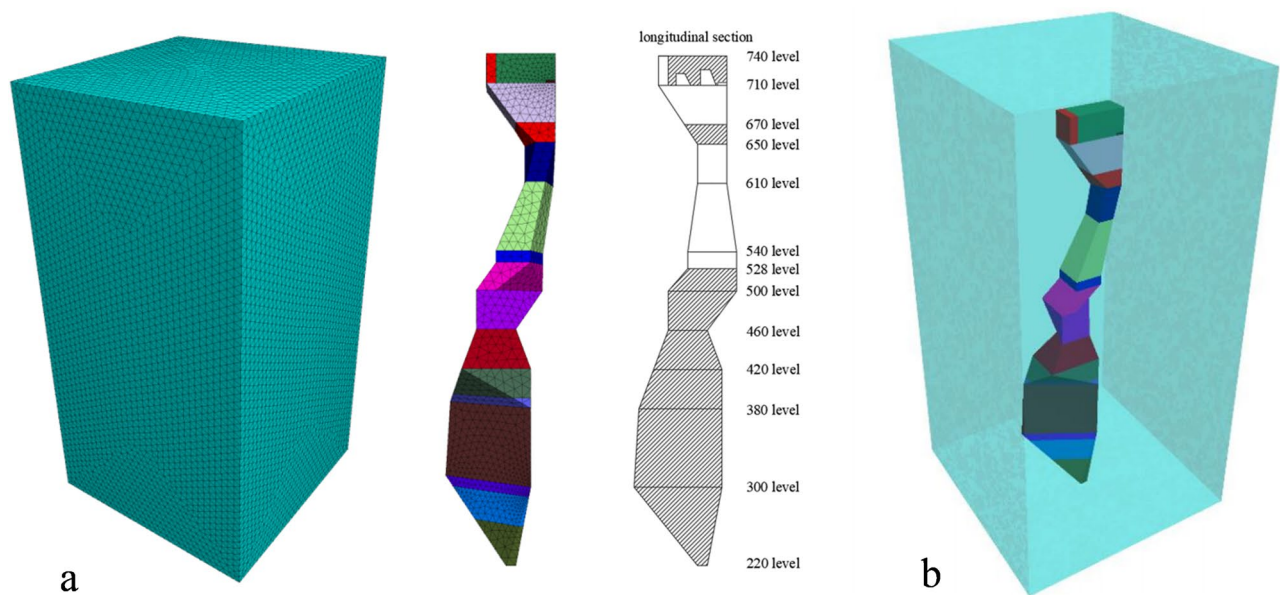 longitudinal section
740 level
710 level
670 level
650 level
610 level
540 level
528 level
500 level
460 level
420 level
380 level
300 level
220 level
a
b